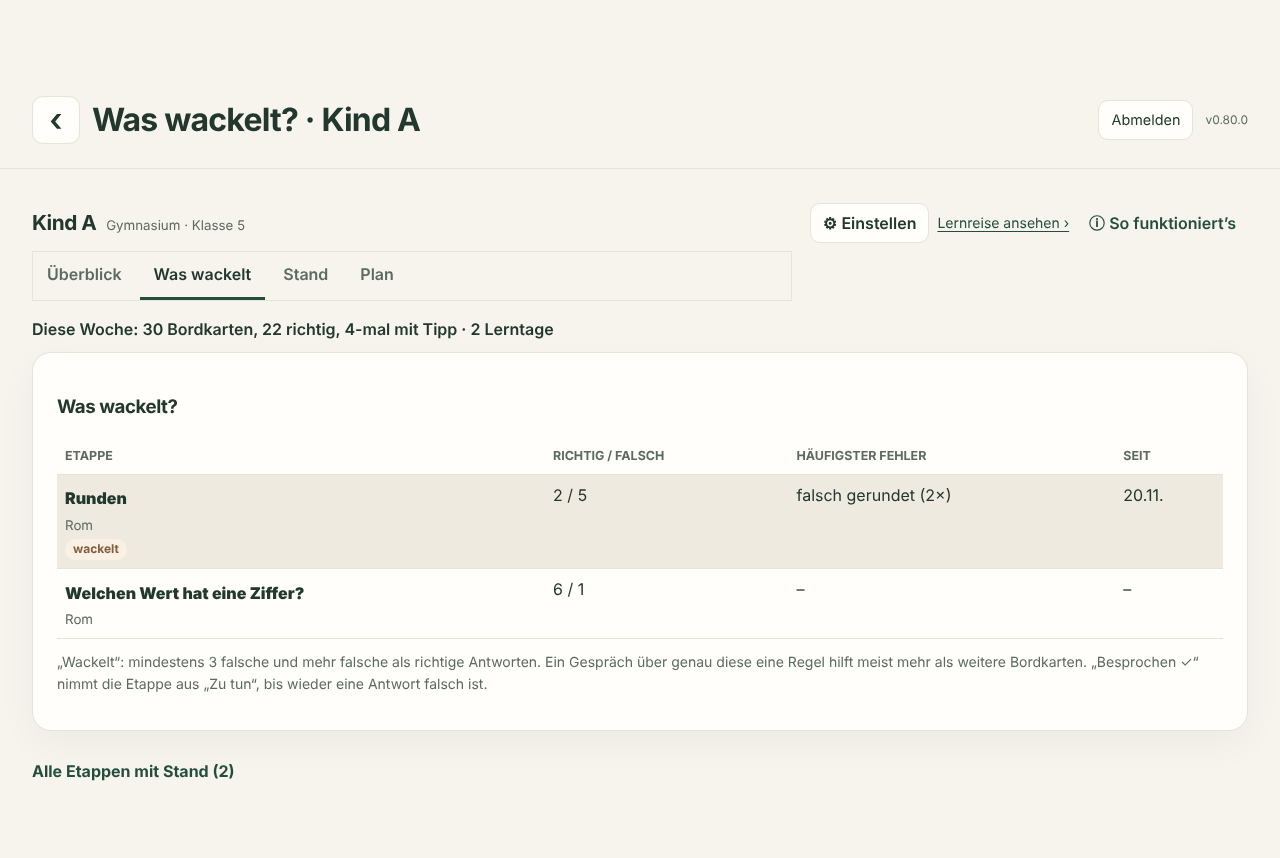 ‹ Was wackelt? · Kind A Abmelden v0.80.0
Kind A Gymnasium · Klasse 5 ⚙ Einstellen Lernreise ansehen › ⓘ So funktioniert’s
Überblick Was wackelt Stand Plan
Diese Woche: 30 Bordkarten, 22 richtig, 4-mal mit Tipp · 2 Lerntage
Was wackelt?
ETAPPE RICHTIG / FALSCH HÄUFIGSTER FEHLER SEIT
Runden 2 / 5 falsch gerundet (2×) 20.11.
Rom
wackelt
Welchen Wert hat eine Ziffer? 6 / 1 – –
Rom
„Wackelt“: mindestens 3 falsche und mehr falsche als richtige Antworten. Ein Gespräch über genau diese eine Regel hilft meist mehr als weitere Bordkarten. „Besprochen ✓“
nimmt die Etappe aus „Zu tun“, bis wieder eine Antwort falsch ist.
Alle Etappen mit Stand (2)